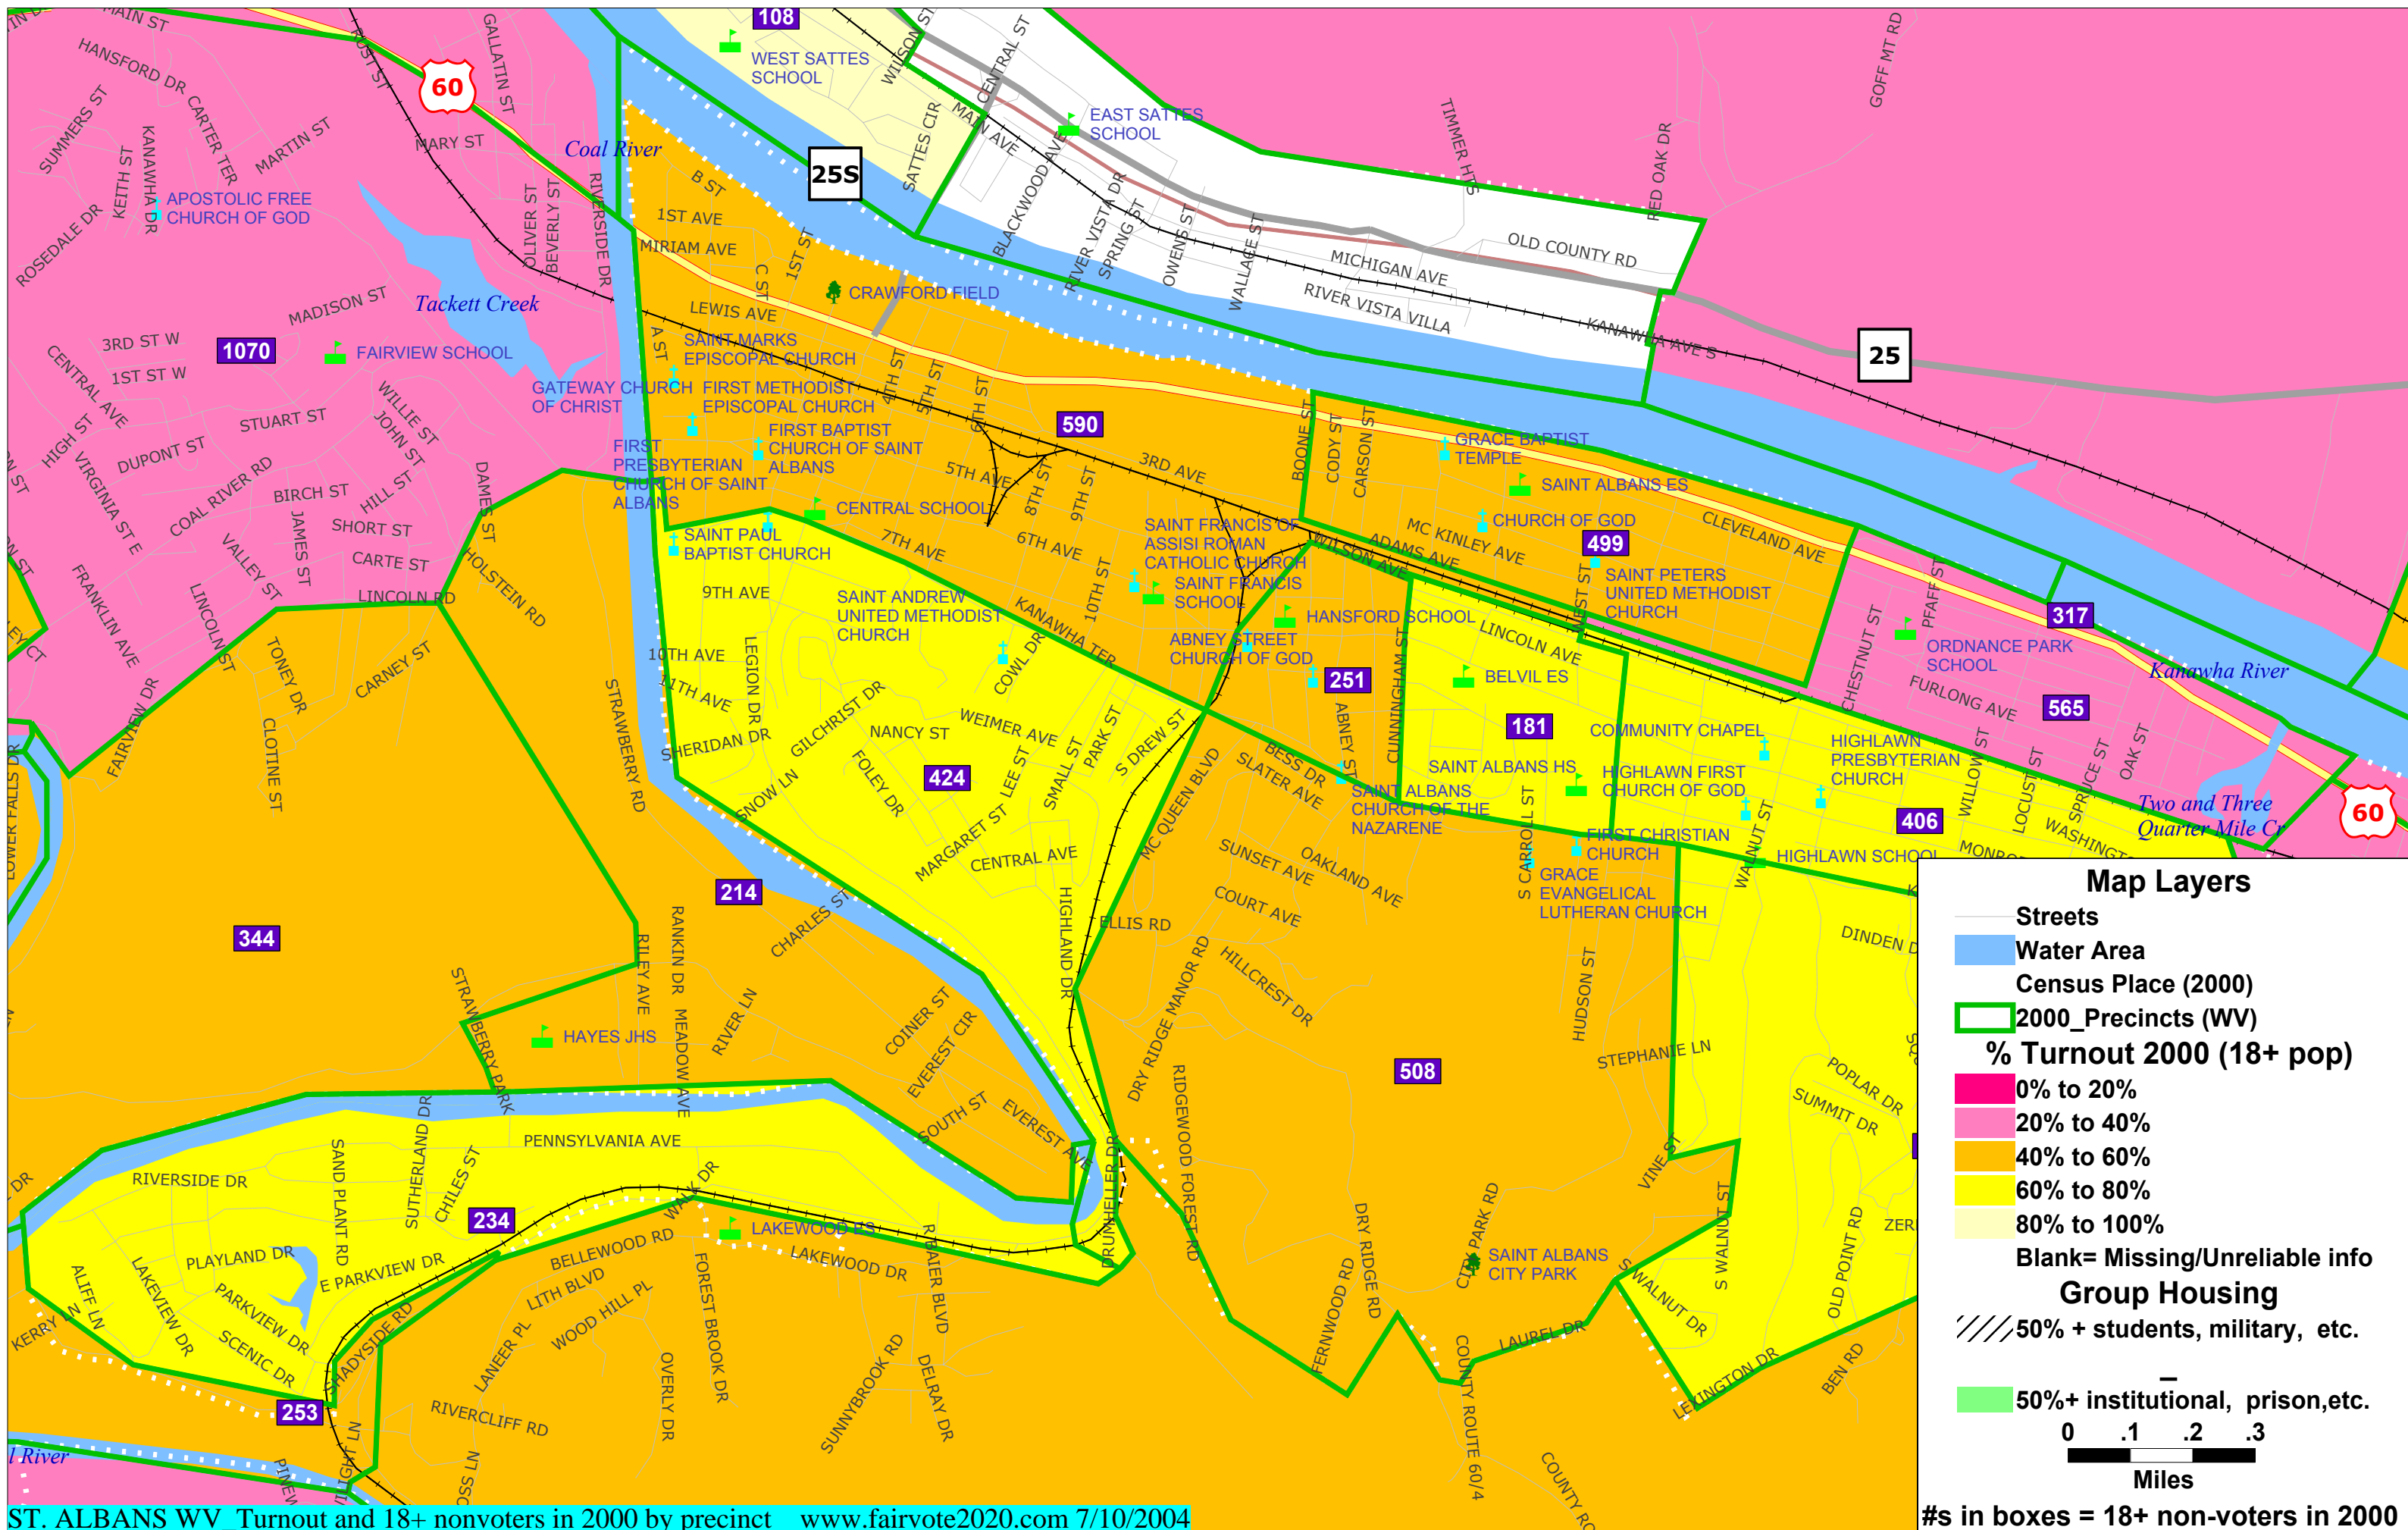 MAIN ST
HANSFORD DR
SUMMERS ST
KEITH ST
KANAWHA DR
CARTER TER
MARTIN ST
RUST ST
60
GALLATIN ST
MARY ST
Coal River
APOSTOLIC FREE
CHURCH OF GOD
ROSEDALE DR
OLIVER ST
BEVERLY ST
RIVERSIDE DR
108
WEST SATTES
SCHOOL
WILSON ST
CENTRAL ST
MAIN AVE
SATTES CIR
25S
EAST SATTES
SCHOOL
BLACKWOOD AVE
RIVER VISTA DR
SPRING ST
OWENS ST
WALLACE ST
TIMMER HTS
RED OAK DR
GOFF MT RD
OLD COUNTY RD
MICHIGAN AVE
RIVER VISTA VILLA
KANAWHA AVE S
25
B ST
1ST AVE
MIRIAM AVE
C ST
1ST ST
CRAWFORD FIELD
LEWIS AVE
Tackett Creek
MADISON ST
3RD ST W
1ST ST W
CENTRAL AVE
1070
FAIRVIEW SCHOOL
A ST
SAINT MARKS
EPISCOPAL CHURCH
GATEWAY CHURCH
OF CHRIST
FIRST METHODIST
EPISCOPAL CHURCH
4TH ST
5TH ST
6TH ST
590
HIGH ST
DUPONT ST
STUART ST
WILLIE ST
JOHN ST
FIRST
PRESBYTERIAN
CHURCH OF SAINT
ALBANS
FIRST BAPTIST
CHURCH OF SAINT
ALBANS
5TH AVE
8TH ST
9TH ST
3RD AVE
BOONE ST
CODY ST
CARSON ST
GRACE BAPTIST
TEMPLE
SAINT ALBANS ES
CHURCH OF GOD
CLEVELAND AVE
VIRGINIA ST E
COAL RIVER RD
BIRCH ST
HILL ST
DAMES ST
JAMES ST
SHORT ST
CARTE ST
VALLEY ST
LINCOLN ST
LINCOLN RD
HOLSTEIN RD
FRANKLIN AVE
CENTRAL SCHOOL
SAINT PAUL
BAPTIST CHURCH
7TH AVE
6TH AVE
10TH ST
SAINT FRANCIS OF
ASSISI ROMAN
CATHOLIC CHURCH
SAINT FRANCIS
SCHOOL
WILSON AVE
ADAMS AVE
MC KINLEY AVE
499
WEST ST
SAINT PETERS
UNITED METHODIST
CHURCH
9TH AVE
SAINT ANDREW
UNITED METHODIST
CHURCH
KANAWHA TER
ABNEY STREET
CHURCH OF GOD
HANSFORD SCHOOL
LINCOLN AVE
CHESTNUT ST
PFAFF ST
317
ORDNANCE PARK
SCHOOL
Kanawha River
FURLONG AVE
565
10TH AVE
11TH AVE
LEGION DR
COWL DR
251
CUNNINGHAM ST
BELVIL ES
181
TONEY DR
CARNEY ST
FAIRVIEW DR
CLOTINE ST
STRAWBERRY RD
SHERIDAN DR
GILCHRIST DR
NANCY ST
WEIMER AVE
PARK ST
S DREW ST
ABNEY ST
COMMUNITY CHAPEL
HIGHLAWN
PRESBYTERIAN
CHURCH
WILLOW ST
LOCUST ST
SPRUCE ST
OAK ST
Two and Three
Quarter Mile Cr
60
LOWER FALLS DR
SNOW LN
FOLEY DR
424
LEE ST
SMALL ST
MARGARET ST
CENTRAL AVE
MC QUEEN BLVD
BESS DR
SLATER AVE
SAINT ALBANS HS
HIGHLAWN FIRST
CHURCH OF GOD
SAINT ALBANS
CHURCH OF THE
NAZARENE
S CARROLL ST
FIRST CHRISTIAN
CHURCH
WALNUT ST
406
HIGHLAWN SCHOOL
SUNSET AVE
OAKLAND AVE
COURT AVE
GRACE
EVANGELICAL
LUTHERAN CHURCH
344
214
CHARLES ST
HIGHLAND DR
ELLIS RD
DRY RIDGE MANOR RD
HILLCREST DR
HUDSON ST
RILEY AVE
RANKIN DR
MEADOW AVE
RIVER LN
STRAWBERRY PARK
HAYES JHS
COINER ST
EVEREST CIR
SOUTH ST
EVEREST AVE
RIDGEWOOD FOREST RD
508
STEPHANIE LN
POPLAR DR
SUMMIT DR
VINE ST
RIVERSIDE DR
SAND PLANT RD
SUTHERLAND DR
CHILES ST
PENNSYLVANIA AVE
234
WALK DR
DRUMHELLER DR
PLAYLAND DR
E PARKVIEW DR
LAKEVIEW DR
PARKVIEW DR
SCENIC DR
ALIFF LN
KERRY LN
SHADYSIDE RD
253
BELLEWOOD RD
LITH BLVD
WOOD HILL PL
LANEER PL
FOREST BROOK DR
OVERLY DR
LAKEWOOD ES
LAKEWOOD DR
RBAIER BLVD
SUNNYBROOK RD
DELRAY DR
RIVERCLIFF RD
FERNWOOD RD
DRY RIDGE RD
CITY PARK RD
SAINT ALBANS
CITY PARK
COUNTY ROUTE 60/4
LAUREL DR
S WALNUT ST
S WALNUT DR
OLD POINT RD
LEXINGTON DR
BEN RD
Map Layers
Streets
Water Area
Census Place (2000)
2000_Precincts (WV)
% Turnout 2000 (18+ pop)
0% to 20%
20% to 40%
40% to 60%
60% to 80%
80% to 100%
Blank= Missing/Unreliable info
Group Housing
50% + students, military, etc.
50%+ institutional, prison,etc.
0 .1 .2 .3
Miles
#s in boxes = 18+ non-voters in 2000
ST. ALBANS WV_Turnout and 18+ nonvoters in 2000 by precinct www.fairvote2020.com 7/10/2004